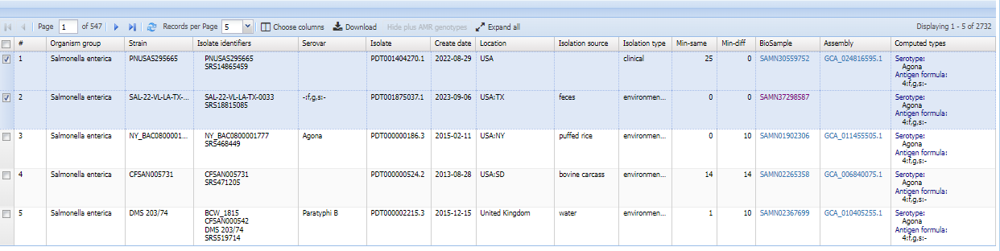 Page 1 of 547 Records per Page 5 Choose columns Download Hide plus AMR genotypes Expand all Displaying 1 - 5 of 2732
# Organism group Strain Isolate identifiers Serovar Isolate Create date Location Isolation source Isolation type Min-same Min-diff BioSample Assembly Computed types
1 Salmonella enterica PNUSAS295665 PNUSAS295665 PDT001404270.1 2022-08-29 USA clinical 25 0 SAMN30559752 GCA_024816595.1 Serotype:
SRS14865459 Agona
Antigen formula:
4:f,g,s:-
2 Salmonella enterica SAL-22-VL-LA-TX-... SAL-22-VL-LA-TX-0033 -:f,g,s:- PDT001875037.1 2023-09-06 USA:TX feces environmen... 0 0 SAMN37298587 Serotype:
SRS18815085 Agona
Antigen formula:
4:f,g,s:-
3 Salmonella enterica NY_BAC0800001... NY_BAC0800001777 Agona PDT000000186.3 2015-02-11 USA:NY puffed rice environmen... 0 10 SAMN01902306 GCA_011455505.1 Serotype:
SRS468449 Agona
Antigen formula:
4:f,g,s:-
4 Salmonella enterica CFSAN005731 CFSAN005731 PDT000000524.2 2013-08-28 USA:SD bovine carcass environmen... 14 14 SAMN02265358 GCA_006840075.1 Serotype:
SRS471205 Agona
Antigen formula:
4:f,g,s:-
5 Salmonella enterica DMS 203/74 BCW_1815 Paratyphi B PDT000002215.3 2015-12-15 United Kingdom water environmen... 1 10 SAMN02367699 GCA_010405255.1 Serotype:
CFSAN000542 Agona
DMS 203/74 Antigen formula:
SRS519714 4:f,g,s:-